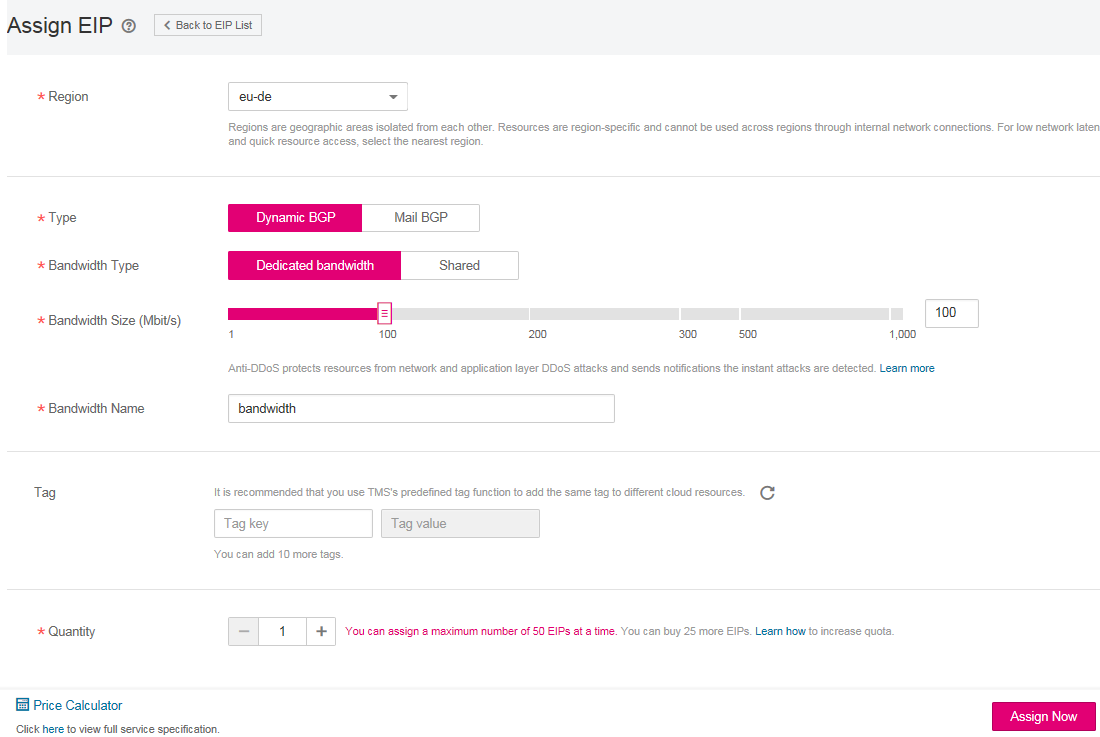 Assign EIP ? Back to EIP List
* Region eu-de
Regions are geographic areas isolated from each other. Resources are region-specific and cannot be used across regions through internal network connections. For low network laten
and quick resource access, select the nearest region.
* Type Dynamic BGP Mail BGP
* Bandwidth Type Dedicated bandwidth Shared
* Bandwidth Size (Mbit/s) 100
1 100 200 300 500 1,000
Anti-DDoS protects resources from network and application layer DDoS attacks and sends notifications the instant attacks are detected. Learn more
* Bandwidth Name bandwidth
Tag It is recommended that you use TMS's predefined tag function to add the same tag to different cloud resources.
Tag key Tag value
You can add 10 more tags.
* Quantity − 1 + You can assign a maximum number of 50 EIPs at a time. You can buy 25 more EIPs. Learn how to increase quota.
Price Calculator
Click here to view full service specification.
Assign Now